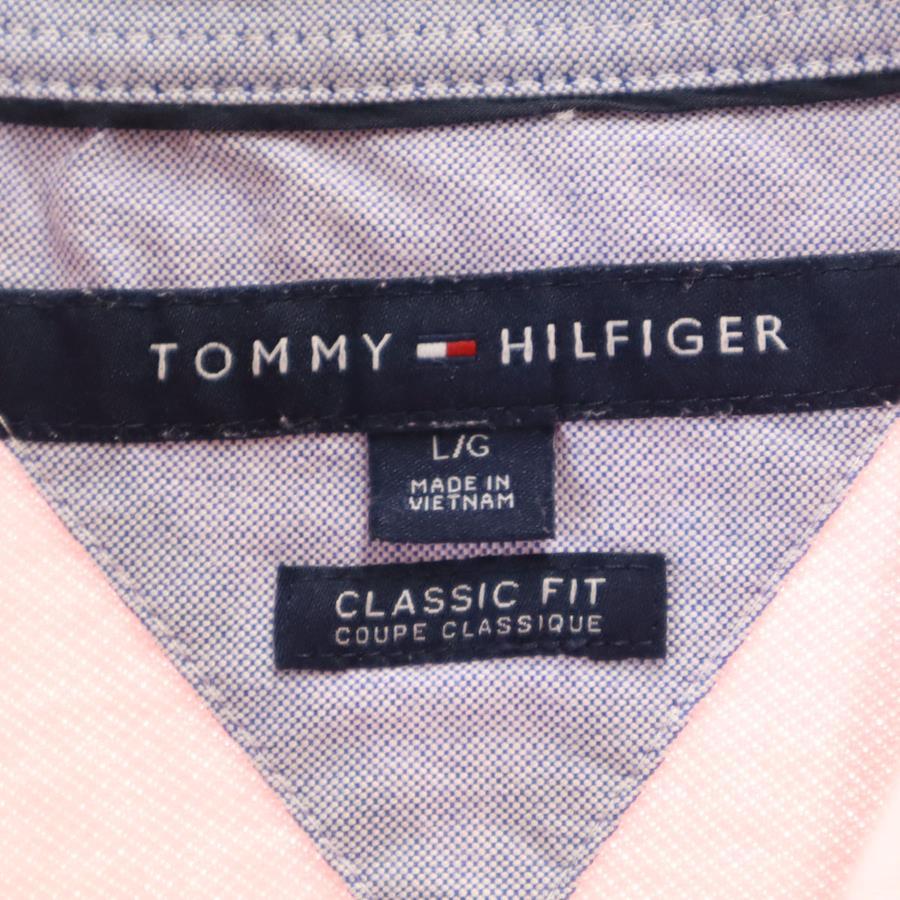 TOMMY HILFIGER
L/G
MADE IN
VIETNAM
CLASSIC FIT
COUPE CLASSIQUE